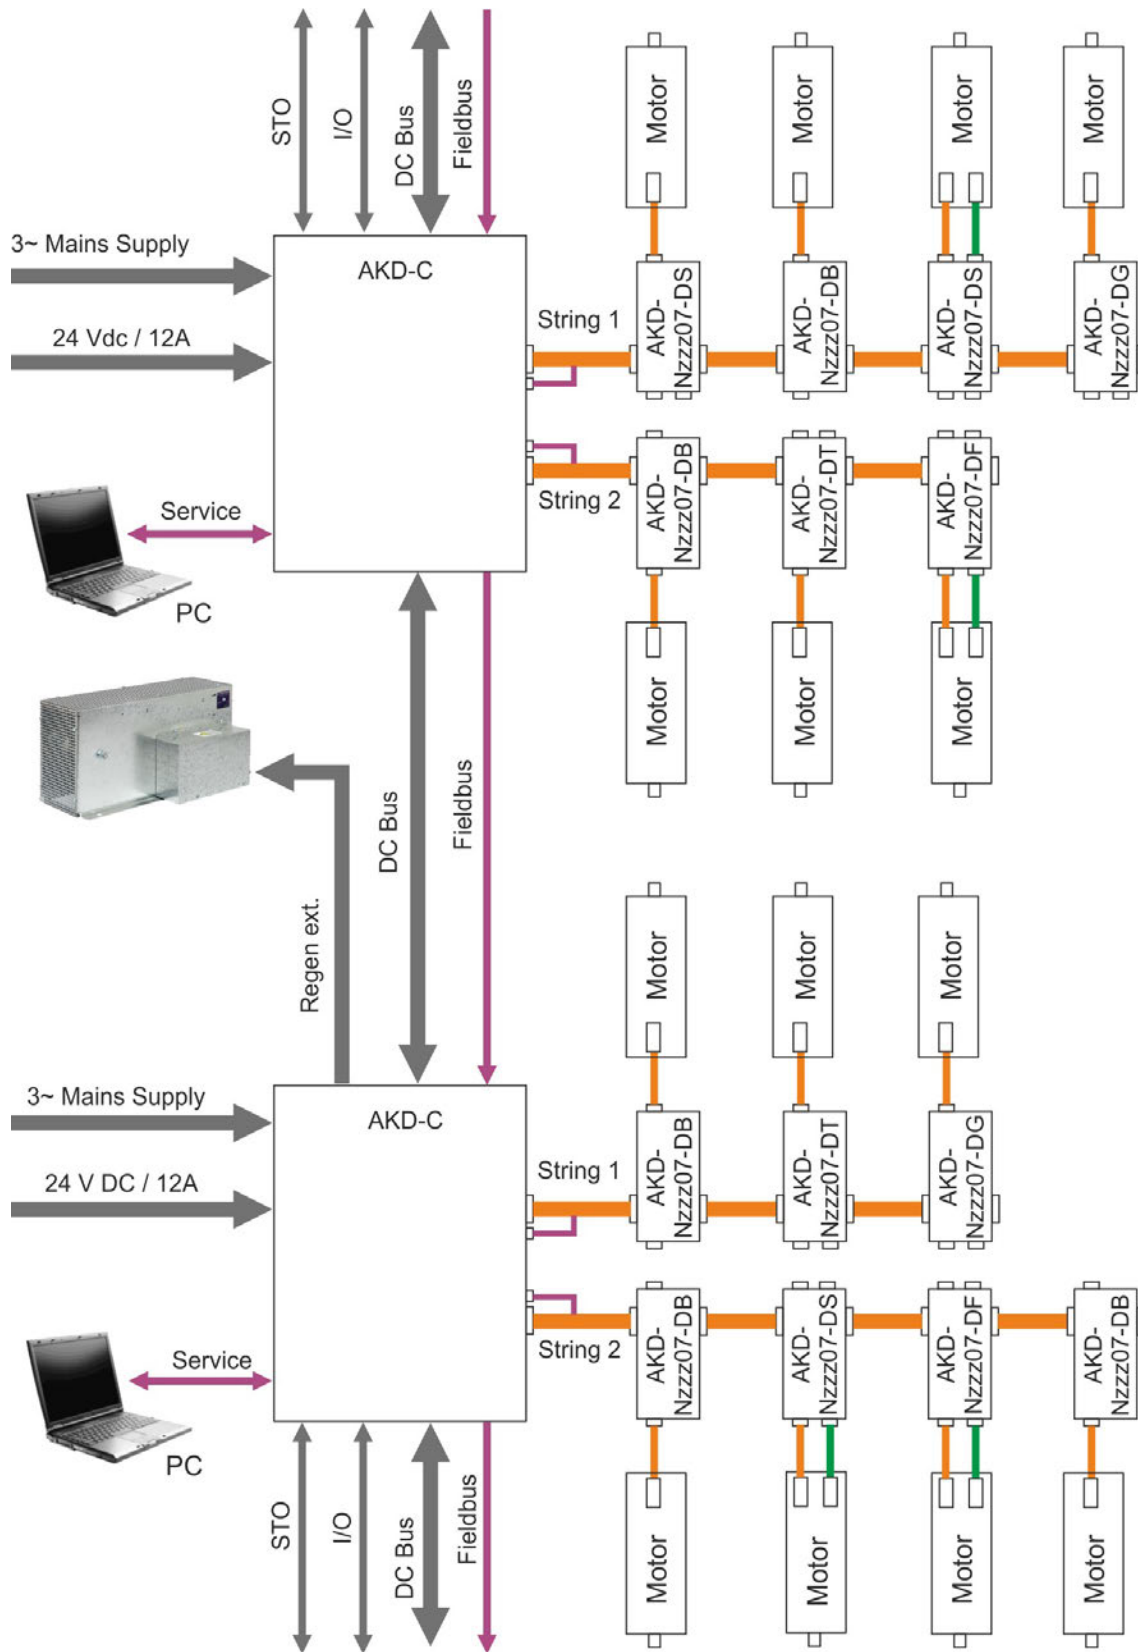 STO
I/O
DC Bus
Fieldbus
Motor
Motor
Motor
Motor
3~ Mains Supply
AKD-C
24 Vdc / 12A
String 1
AKD-
Nzzz07-DS
AKD-
Nzzz07-DB
AKD-
Nzzz07-DS
AKD-
Nzzz07-DG
String 2
AKD-
Nzzz07-DB
AKD-
Nzzz07-DT
AKD-
Nzzz07-DF
Service
PC
Motor
Motor
Motor
DC Bus
Fieldbus
Regen ext.
Motor
Motor
Motor
3~ Mains Supply
AKD-C
24 V DC / 12A
String 1
AKD-
Nzzz07-DB
AKD-
Nzzz07-DT
AKD-
Nzzz07-DG
String 2
AKD-
Nzzz07-DB
AKD-
Nzzz07-DS
AKD-
Nzzz07-DF
AKD-
Nzzz07-DB
Service
PC
STO
I/O
DC Bus
Fieldbus
Motor
Motor
Motor
Motor